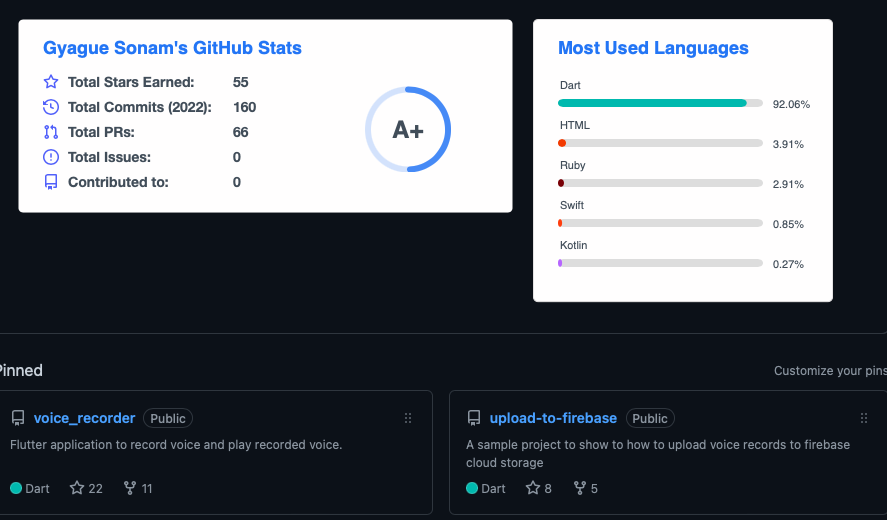 Gyague Sonam's GitHub Stats
Total Stars Earned: 55
Total Commits (2022): 160
Total PRs: 66
Total Issues: 0
Contributed to: 0
A+
Most Used Languages
Dart
92.06%
HTML
3.91%
Ruby
2.91%
Swift
0.85%
Kotlin
0.27%
Pinned
Customize your pins
voice_recorder Public
Flutter application to record voice and play recorded voice.
Dart 22 11
upload-to-firebase Public
A sample project to show to how to upload voice records to firebase
cloud storage
Dart 8 5